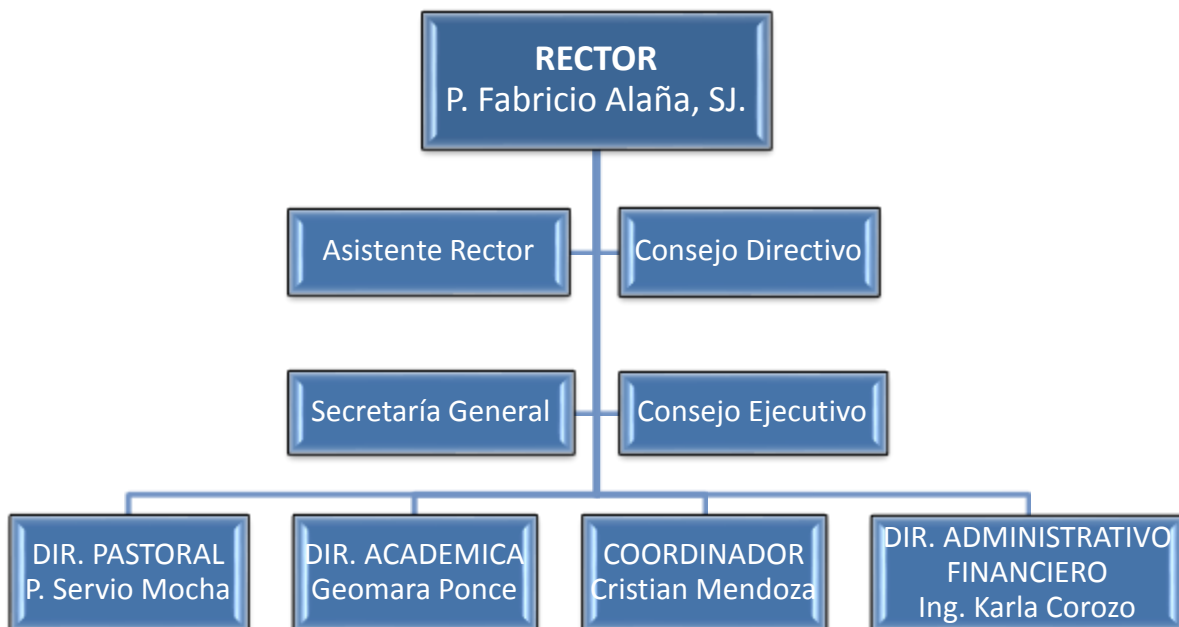 RECTOR
P. Fabricio Alaña, SJ.
Asistente Rector
Consejo Directivo
Secretaría General
Consejo Ejecutivo
DIR. PASTORAL
P. Servio Mocha
DIR. ACADEMICA
Geomara Ponce
COORDINADOR
Cristian Mendoza
DIR. ADMINISTRATIVO
FINANCIERO
Ing. Karla Corozo